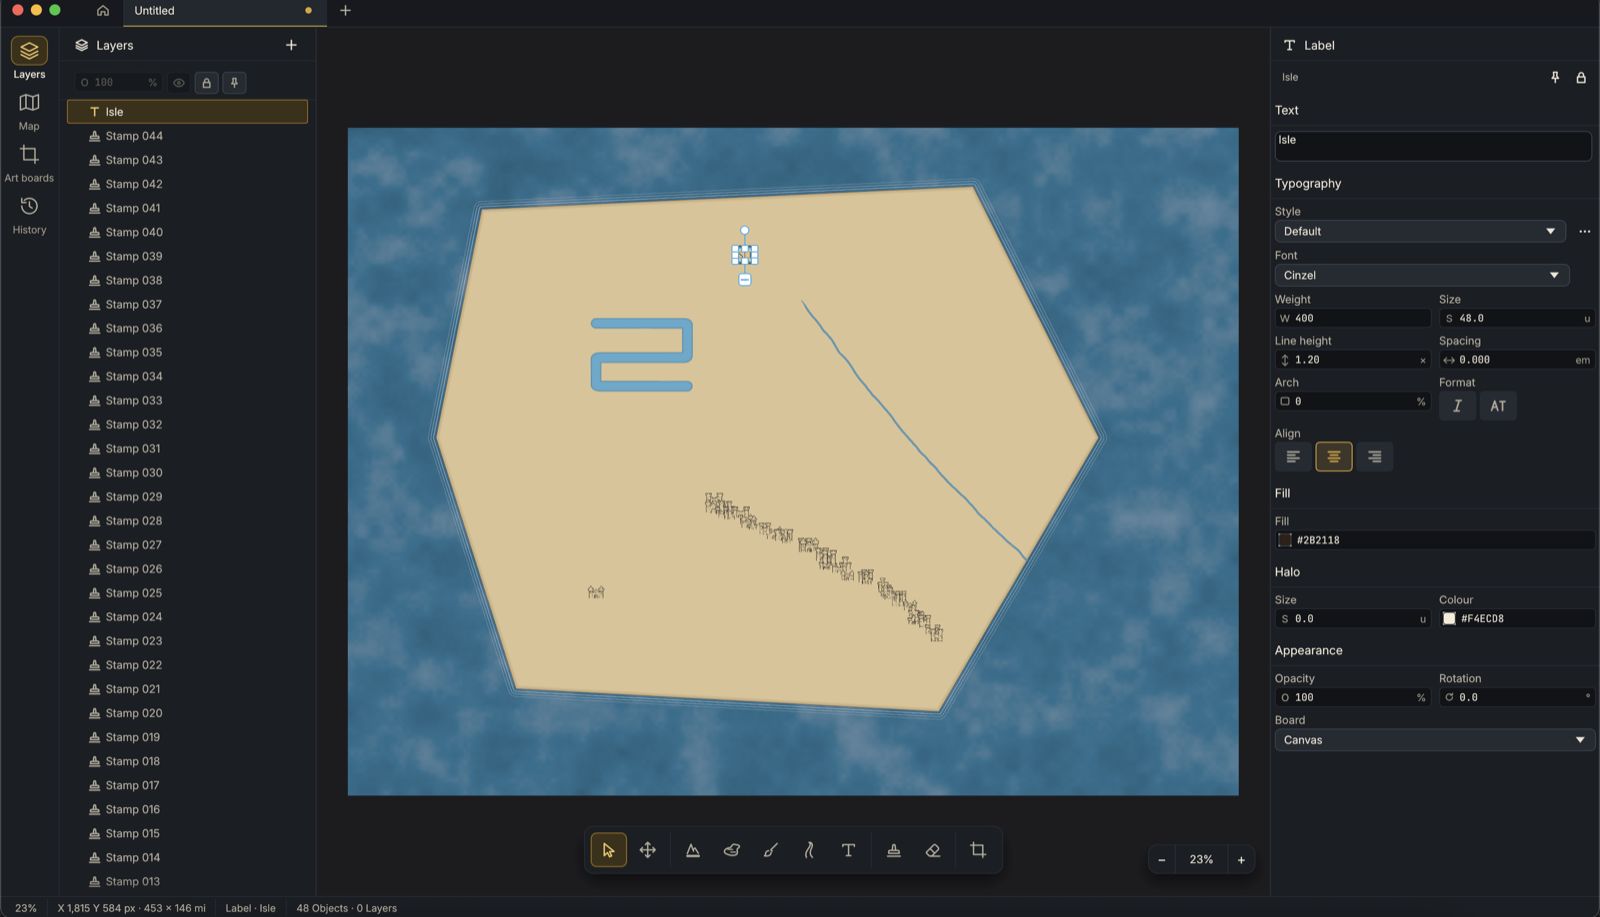 Untitled
Layers
Map
Art boards
History
Layers
O 100 %
Isle
Stamp 044
Stamp 043
Stamp 042
Stamp 041
Stamp 040
Stamp 039
Stamp 038
Stamp 037
Stamp 036
Stamp 035
Stamp 034
Stamp 033
Stamp 032
Stamp 031
Stamp 030
Stamp 029
Stamp 028
Stamp 027
Stamp 026
Stamp 025
Stamp 024
Stamp 023
Stamp 022
Stamp 021
Stamp 020
Stamp 019
Stamp 018
Stamp 017
Stamp 016
Stamp 015
Stamp 014
Stamp 013
23%
Label
Isle
Text
Isle
Typography
Style
Default
Font
Cinzel
Weight Size
W 400 S 48.0 u
Line height Spacing
1.20 × 0.000 em
Arch Format
0 % I AT
Align
Fill
Fill
#2B2118
Halo
Size Colour
S 0.0 u #F4ECD8
Appearance
Opacity Rotation
O 100 % 0.0 °
Board
Canvas
23% X 1,815 Y 584 px · 453 × 146 mi Label · Isle 48 Objects · 0 Layers